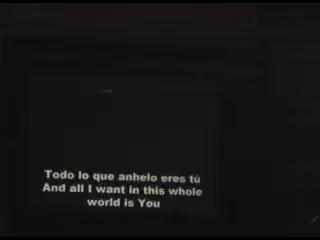 Todo lo que anhelo eres tú
And all I want in this whole
world is You